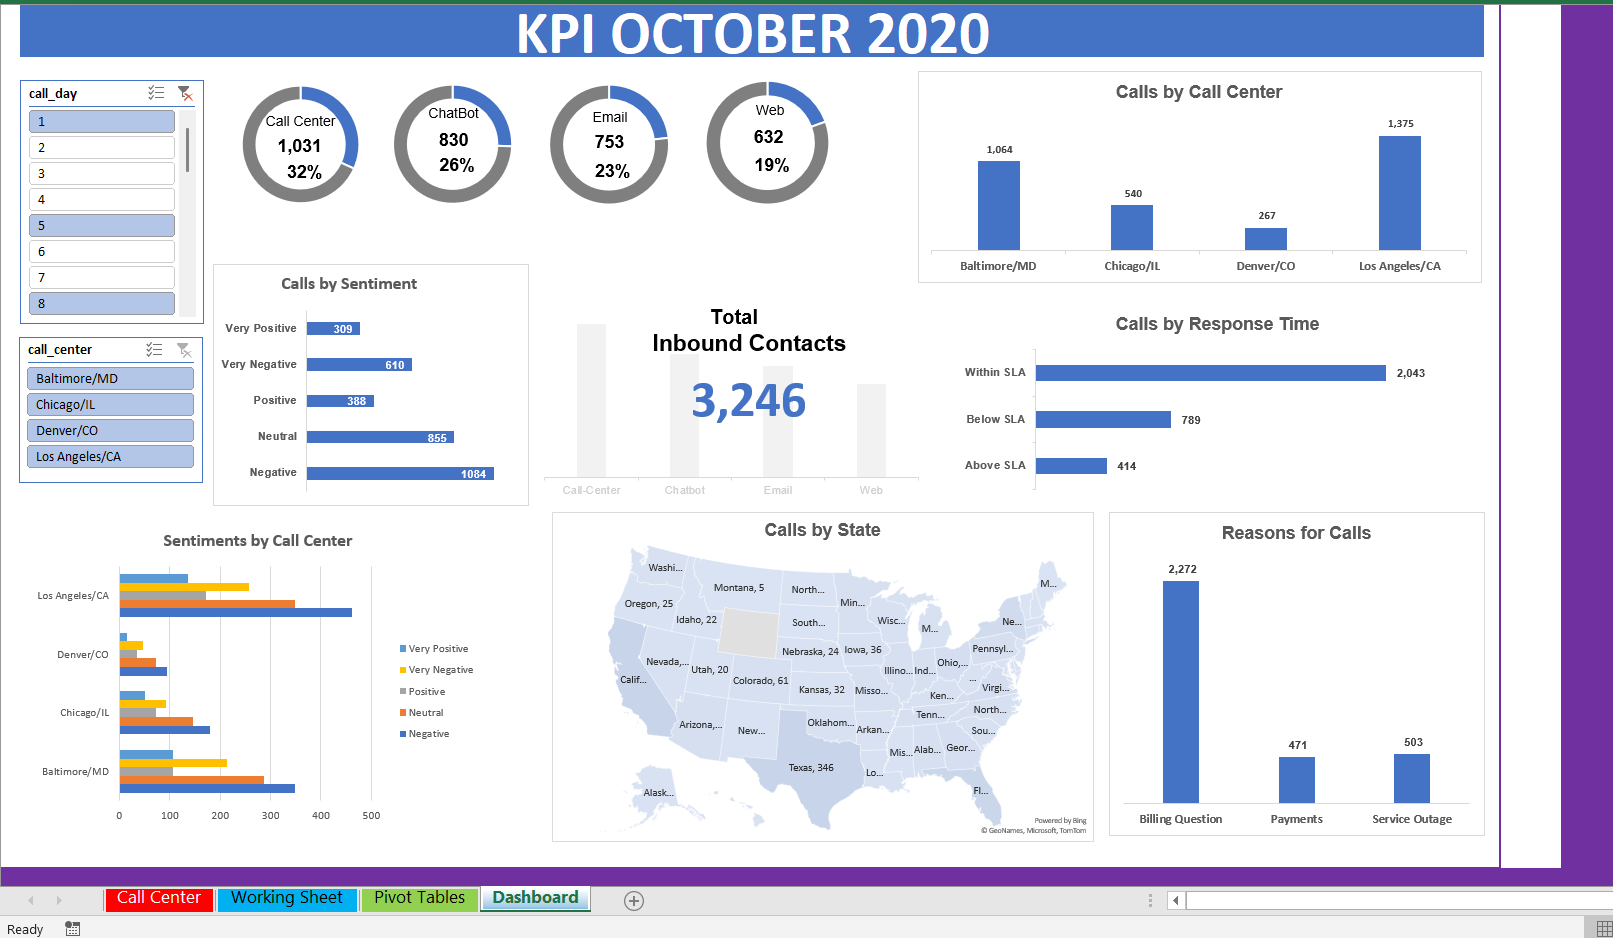 KPI OCTOBER 2020
call_day
1
2
3
4
5
6
7
8
call_center
Baltimore/MD
Chicago/IL
Denver/CO
Los Angeles/CA
Call Center
1,031
32%
ChatBot
830
26%
Email
753
23%
Web
632
19%
Calls by Call Center
1,064
540
267
1,375
Baltimore/MD
Chicago/IL
Denver/CO
Los Angeles/CA
Calls by Sentiment
Very Positive
309
Very Negative
610
Positive
388
Neutral
855
Negative
1084
Total
Inbound Contacts
3,246
Call-Center
Chatbot
Email
Web
Calls by Response Time
Within SLA
2,043
Below SLA
789
Above SLA
414
Sentiments by Call Center
Los Angeles/CA
Denver/CO
Chicago/IL
Baltimore/MD
0
100
200
300
400
500
Very Positive
Very Negative
Positive
Neutral
Negative
Calls by State
Washi...
Montana, 5
North...
Min...
M...
Oregon, 25
Idaho, 22
South...
Wisc...
M...
Ne...
Nevada,...
Utah, 20
Nebraska, 24
Iowa, 36
Illino...
Ind...
Ohio,...
Pennsyl...
...
Calif...
Colorado, 61
Kansas, 32
Misso...
Ken...
Virgi...
Arizona,...
New...
Oklahom...
Arkan...
Tenn...
North...
Sou...
Texas, 346
Lo...
Mis...
Alab...
Geor...
Alask...
Fl...
Powered by Bing
© GeoNames, Microsoft, TomTom
Reasons for Calls
2,272
471
503
Billing Question
Payments
Service Outage
Call Center
Working Sheet
Pivot Tables
Dashboard
Ready